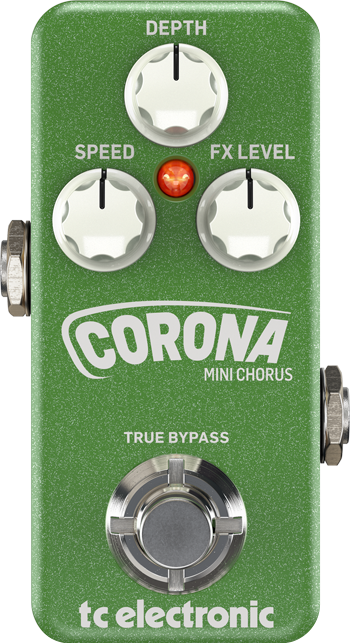 DEPTH
SPEED FX LEVEL
CORONA
MINI CHORUS
TRUE BYPASS
tc electronic